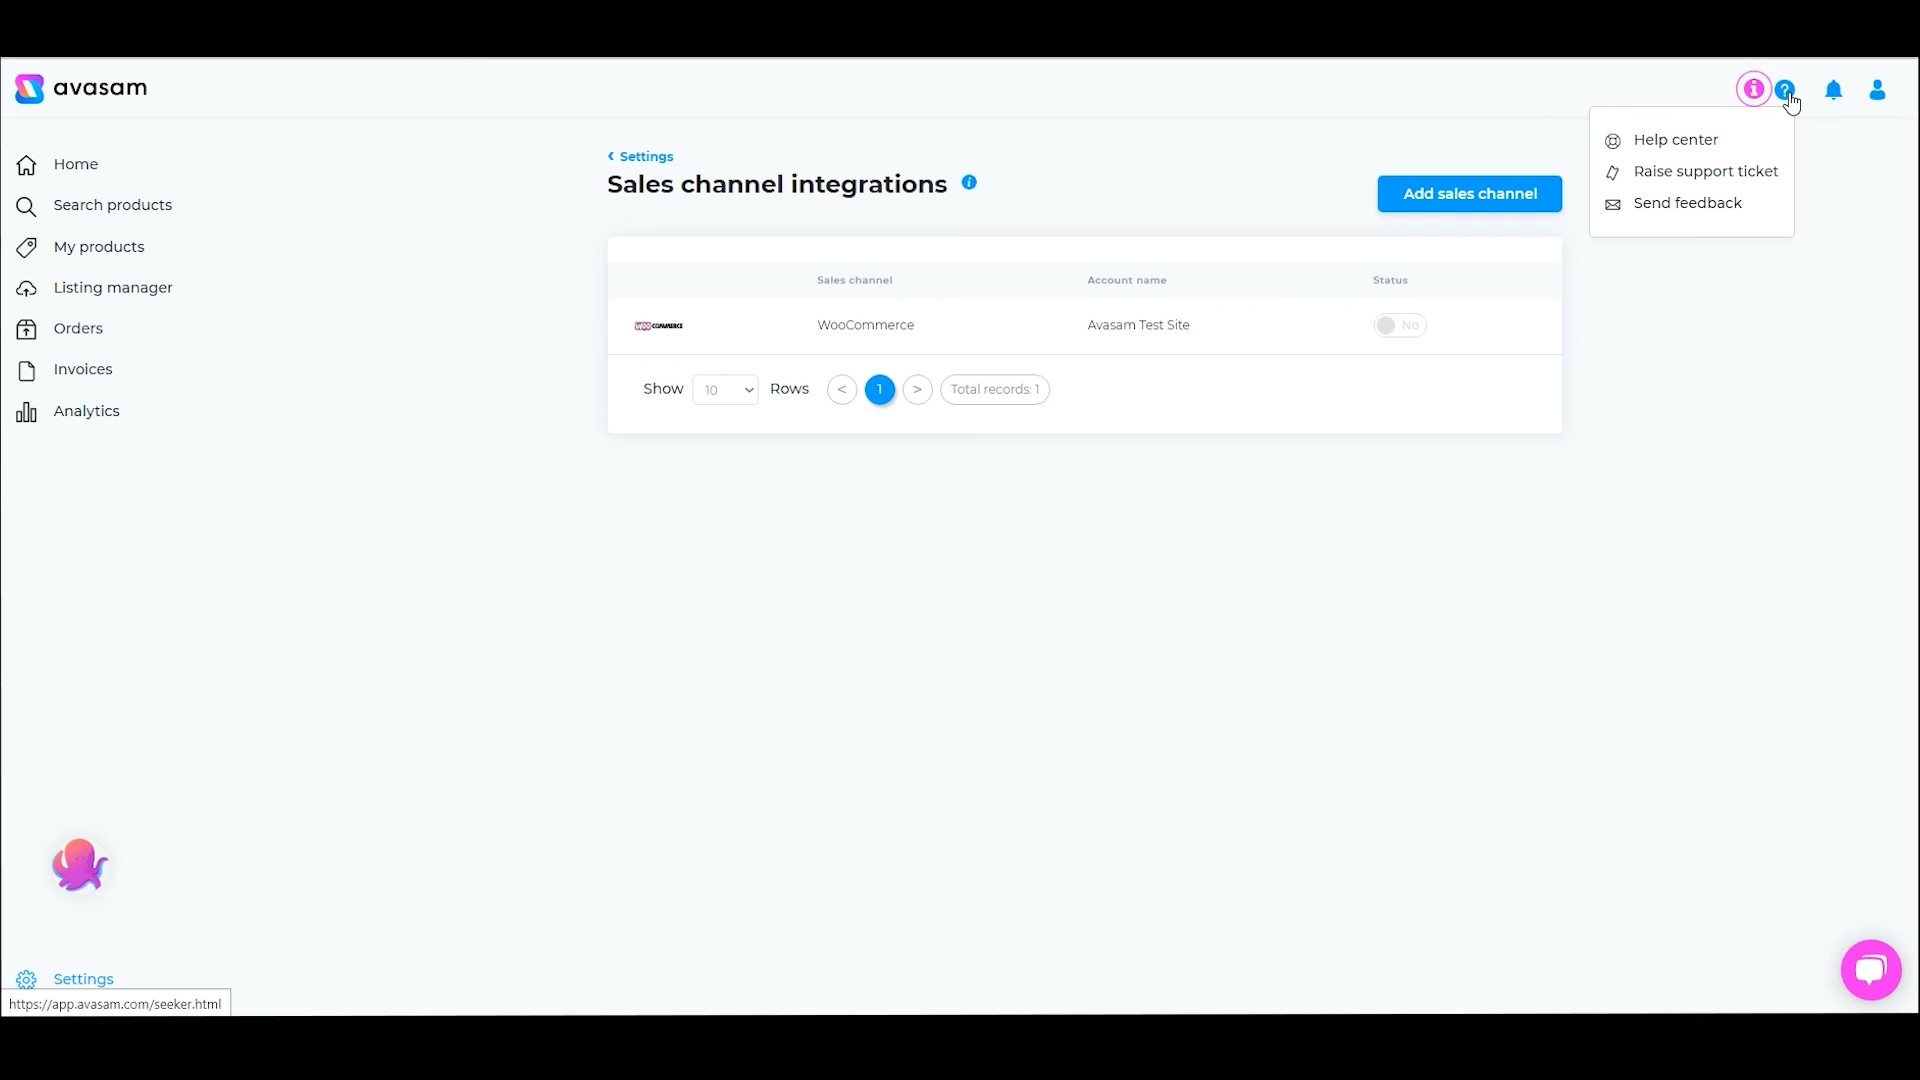 avasam
Home
Search products
My products
Listing manager
Orders
Invoices
Analytics
Settings
https://app.avasam.com/seeker.html
Settings
Sales channel integrations
Add sales channel
Sales channel Account name Status
WOO COMMERCE WooCommerce Avasam Test Site No
Show 10 Rows < 1 > Total records: 1
Help center
Raise support ticket
Send feedback